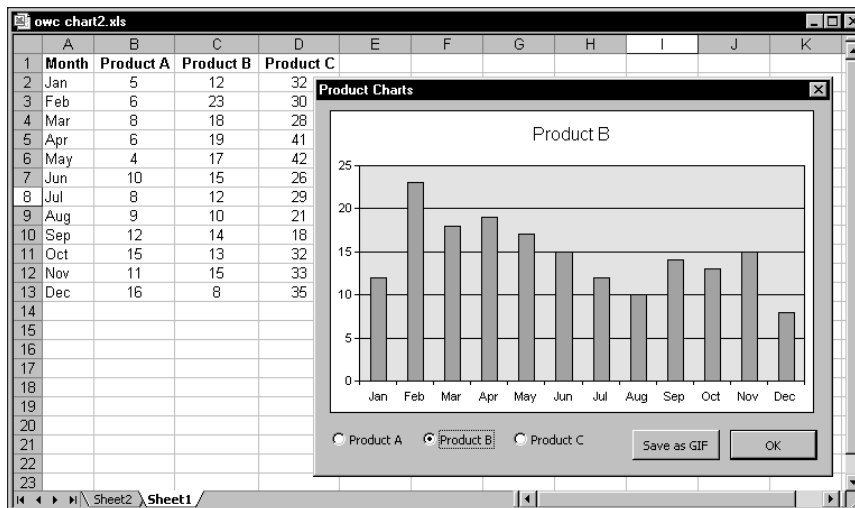 owc chart2.xls
A B C D E F G H I J K
1 Month Product A Product B Product C
2 Jan 5 12 32
3 Feb 6 23 30
4 Mar 8 18 28
5 Apr 6 19 41
6 May 4 17 42
7 Jun 10 15 26
8 Jul 8 12 29
9 Aug 9 10 21
10 Sep 12 14 18
11 Oct 15 13 32
12 Nov 11 15 33
13 Dec 16 8 35
14
15
16
17
18
19
20
21
22
23
Sheet2 Sheet1
Product Charts
Product B
25
20
15
10
5
0
Jan Feb Mar Apr May Jun Jul Aug Sep Oct Nov Dec
Product A Product B Product C Save as GIF OK